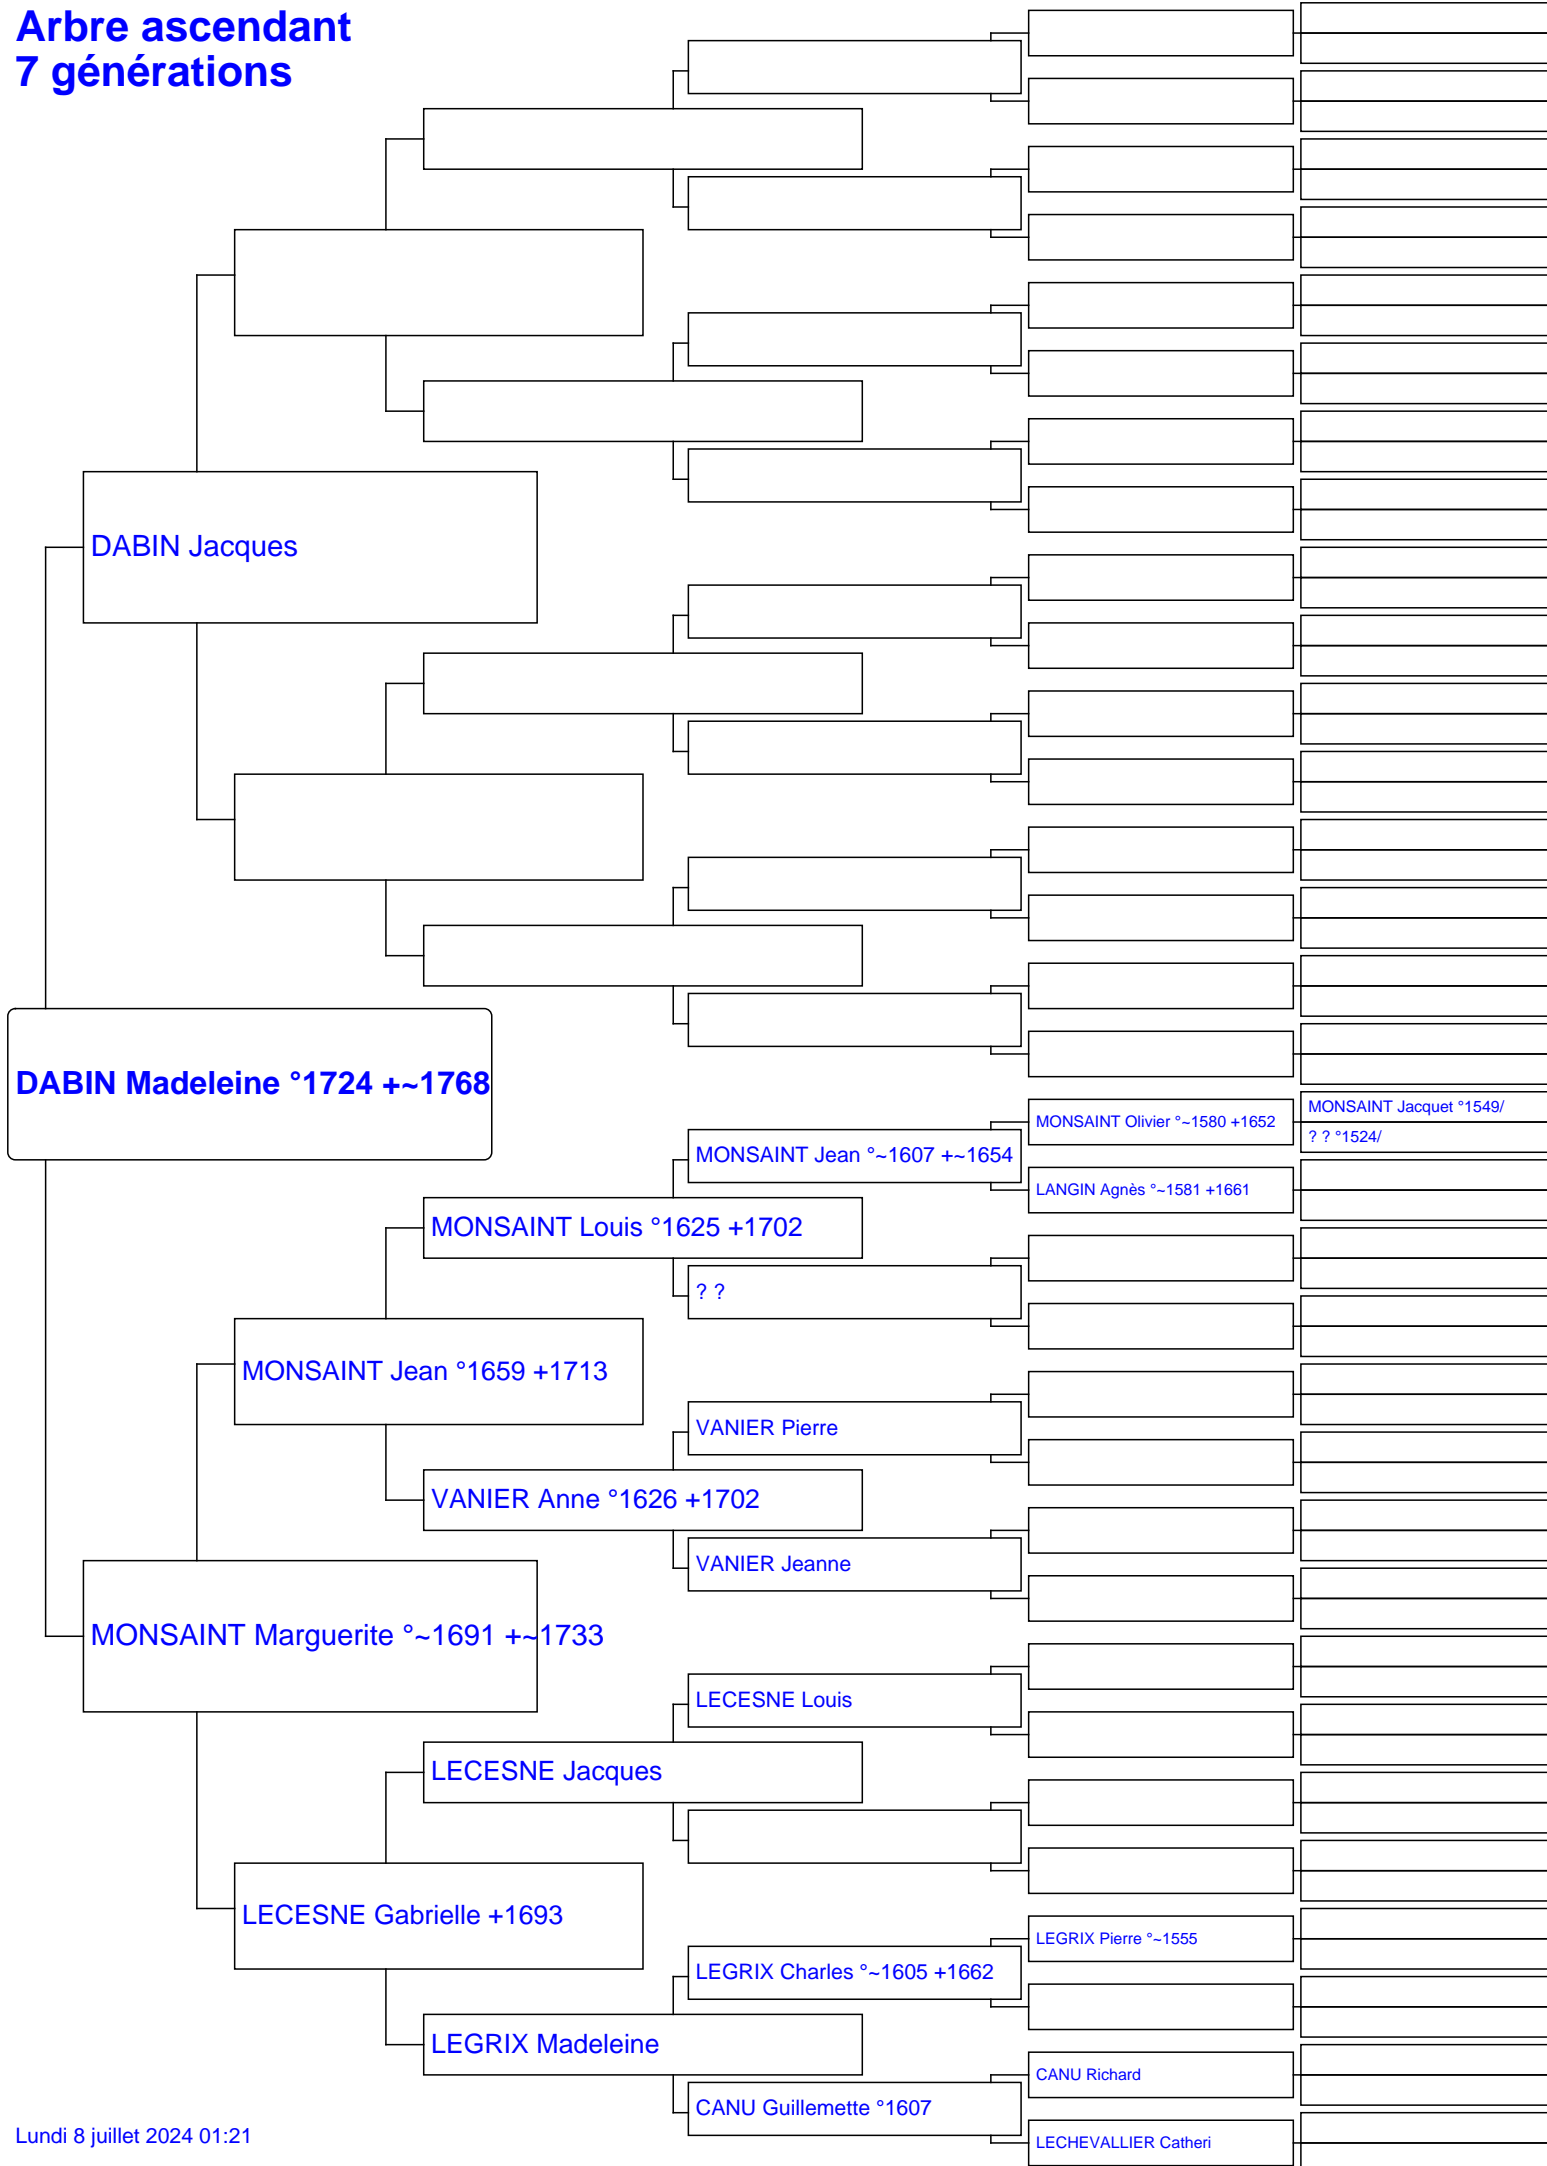 Arbre ascendant
7 générations
DABIN Jacques
DABIN Madeleine °1724 +~1768
MONSAINT Jacquet °1549/
MONSAINT Olivier °~1580 +1652
? ? °1524/
MONSAINT Jean °~1607 +~1654
LANGIN Agnès °~1581 +1661
MONSAINT Louis °1625 +1702
? ?
MONSAINT Jean °1659 +1713
VANIER Pierre
VANIER Anne °1626 +1702
VANIER Jeanne
MONSAINT Marguerite °~1691 +~1733
LECESNE Louis
LECESNE Jacques
LECESNE Gabrielle +1693
LEGRIX Pierre °~1555
LEGRIX Charles °~1605 +1662
LEGRIX Madeleine
CANU Richard
CANU Guillemette °1607
LECHEVALLIER Catheri
Lundi 8 juillet 2024 01:21